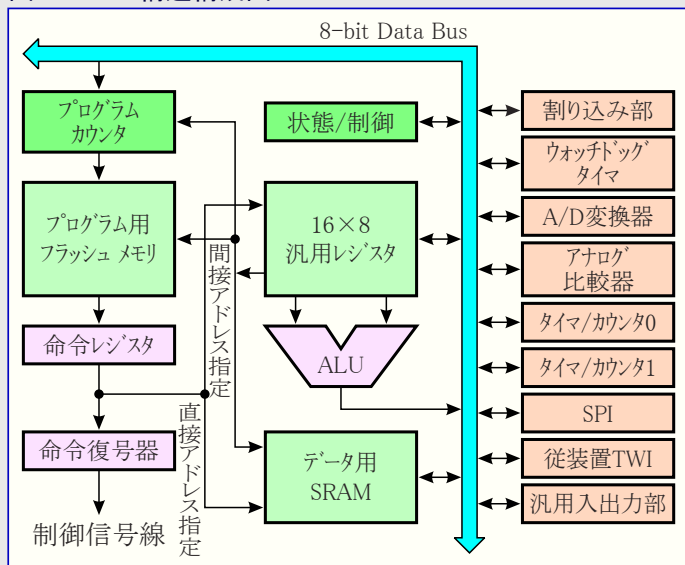 8-bit Data Bus
プログラム
カウンタ
状態/制御
割り込み部
ウォッチドッグ
タイマ
プログラム用
フラッシュ メモリ
16×8
汎用レジスタ
A/D変換器
アナログ
比較器
間接アドレス指定
命令レジスタ
ALU
タイマ/カウンタ0
タイマ/カウンタ1
直接アドレス指定
SPI
命令復号器
データ用
SRAM
従装置TWI
汎用入出力部
制御信号線